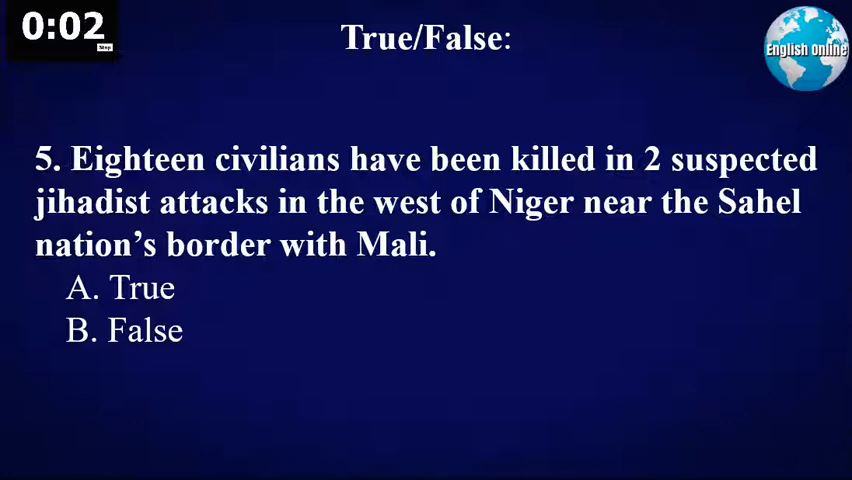 0:02
Stop
True/False:
English Online
5. Eighteen civilians have been killed in 2 suspected
jihadist attacks in the west of Niger near the Sahel
nation’s border with Mali.
A. True
B. False